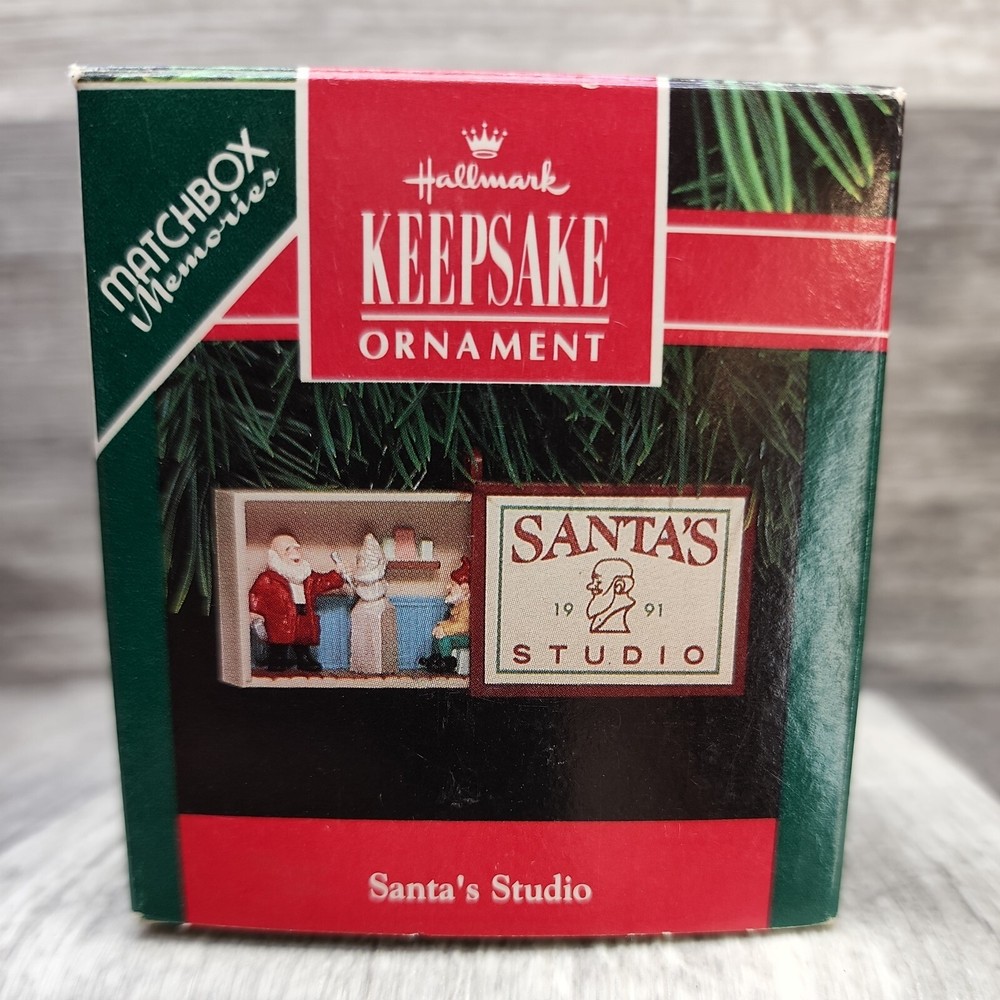 MATCHBOX
Memories
Hallmark
KEEPSAKE
ORNAMENT
SANTA'S
19 91
STUDIO
Santa's Studio